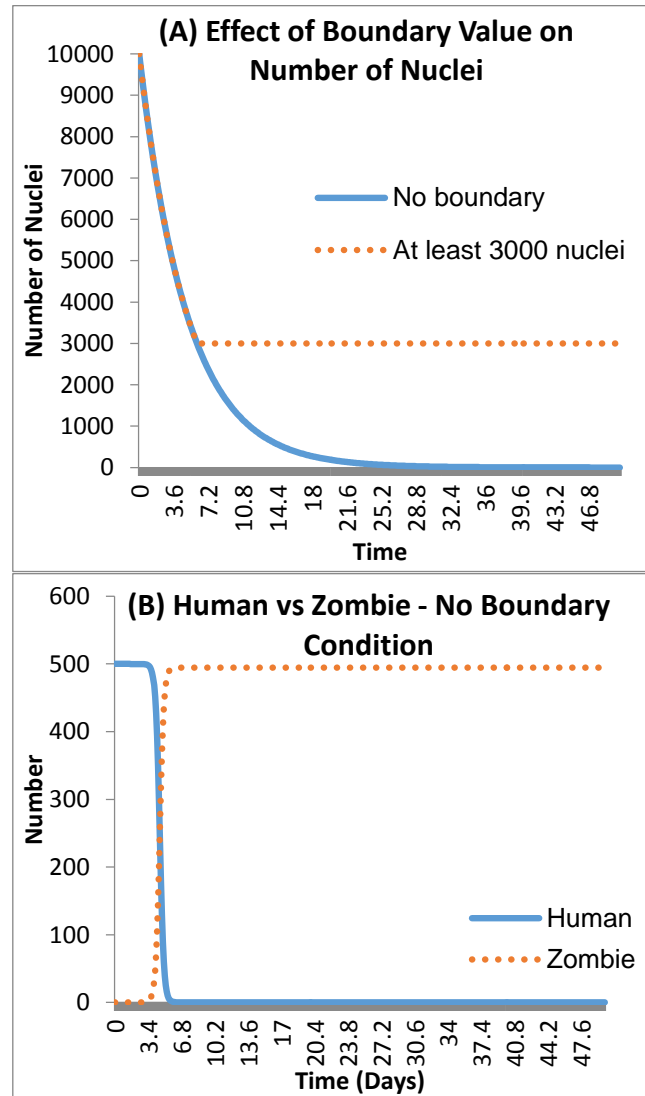 (A) Effect of Boundary Value on
Number of Nuclei
10000
9000
8000
7000
6000
5000
4000
3000
2000
1000
0
Number of Nuclei
No boundary
At least 3000 nuclei
0 3.6 7.2 10.8 14.4 18 21.6 25.2 28.8 32.4 36 39.6 43.2 46.8
Time
(B) Human vs Zombie - No Boundary
Condition
600
500
400
300
200
100
0
Number
Human
Zombie
0 3.4 6.8 10.2 13.6 17 20.4 23.8 27.2 30.6 34 37.4 40.8 44.2 47.6
Time (Days)